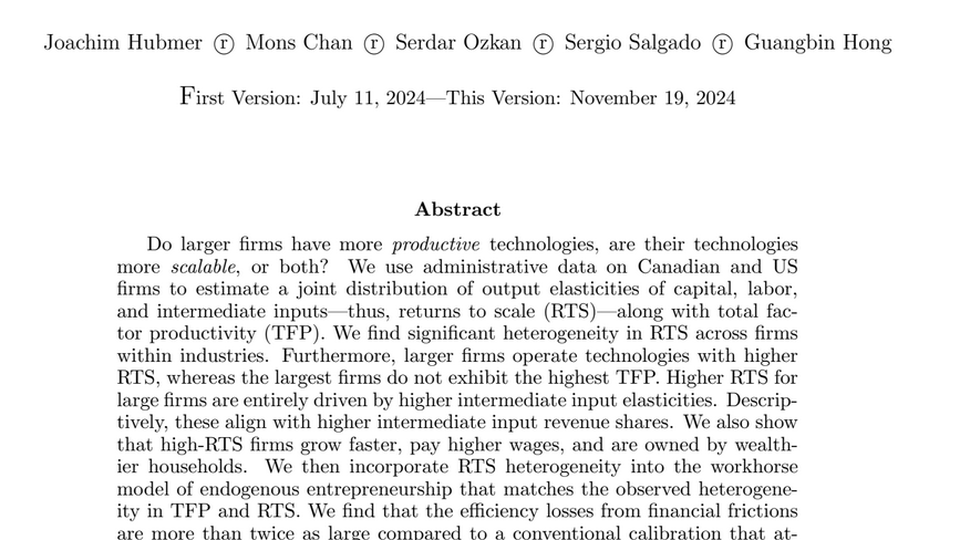 Joachim Hubmer ⓡ Mons Chan ⓡ Serdar Ozkan ⓡ Sergio Salgado ⓡ Guangbin Hong
First Version: July 11, 2024—This Version: November 19, 2024
Abstract
Do larger firms have more productive technologies, are their technologies
more scalable, or both? We use administrative data on Canadian and US
firms to estimate a joint distribution of output elasticities of capital, labor,
and intermediate inputs—thus, returns to scale (RTS)—along with total fac-
tor productivity (TFP). We find significant heterogeneity in RTS across firms
within industries. Furthermore, larger firms operate technologies with higher
RTS, whereas the largest firms do not exhibit the highest TFP. Higher RTS for
large firms are entirely driven by higher intermediate input elasticities. Descrip-
tively, these align with higher intermediate input revenue shares. We also show
that high-RTS firms grow faster, pay higher wages, and are owned by wealth-
ier households. We then incorporate RTS heterogeneity into the workhorse
model of endogenous entrepreneurship that matches the observed heterogene-
ity in TFP and RTS. We find that the efficiency losses from financial frictions
are more than twice as large compared to a conventional calibration that at-